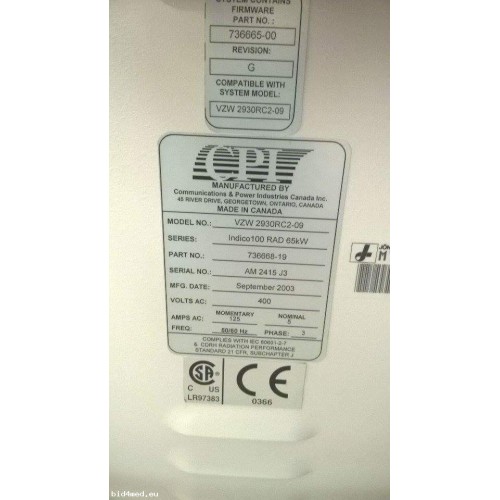 SYSTEM CONTAINS
FIRMWARE
PART NO. :
736665-00
REVISION:
G
COMPATIBLE WITH
SYSTEM MODEL:
VZW 2930RC2-09
CPI
MANUFACTURED BY
Communications & Power Industries Canada Inc.
45 RIVER DRIVE, GEORGETOWN, ONTARIO, CANADA
MADE IN CANADA
MODEL NO.: VZW 2930RC2-09
SERIES: Indico100 RAD 65kW
PART NO.: 736668-19
SERIAL NO.: AM 2415 J3
MFG. DATE: September 2003
VOLTS AC: 400
AMPS AC: MOMENTARY 125 NOMINAL 5
FREQ: 50/60 Hz PHASE: 3
COMPLIES WITH IEC 60601-2-7
& CDRH RADIATION PERFORMANCE
STANDARD 21 CFR, SUBCHAPTER J
C US
LR97383
CE
0366
JÖN
M
bid4med.eu